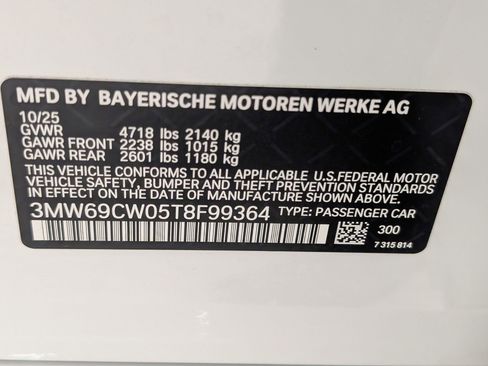 MFD BY BAYERISCHE MOTOREN WERKE AG
10/25
GVWR 4718 lbs 2140 kg
GAWR FRONT 2238 lbs 1015 kg
GAWR REAR 2601 lbs 1180 kg
THIS VEHICLE CONFORMS TO ALL APPLICABLE U.S.FEDERAL MOTOR
VEHICLE SAFETY, BUMPER AND THEFT PREVENTION STANDARDS IN
EFFECT ON THE DATE OF MANUFACTURE SHOWN ABOVE.
3MW69CW05T8F99364 TYPE: PASSENGER CAR
300
7 315 814